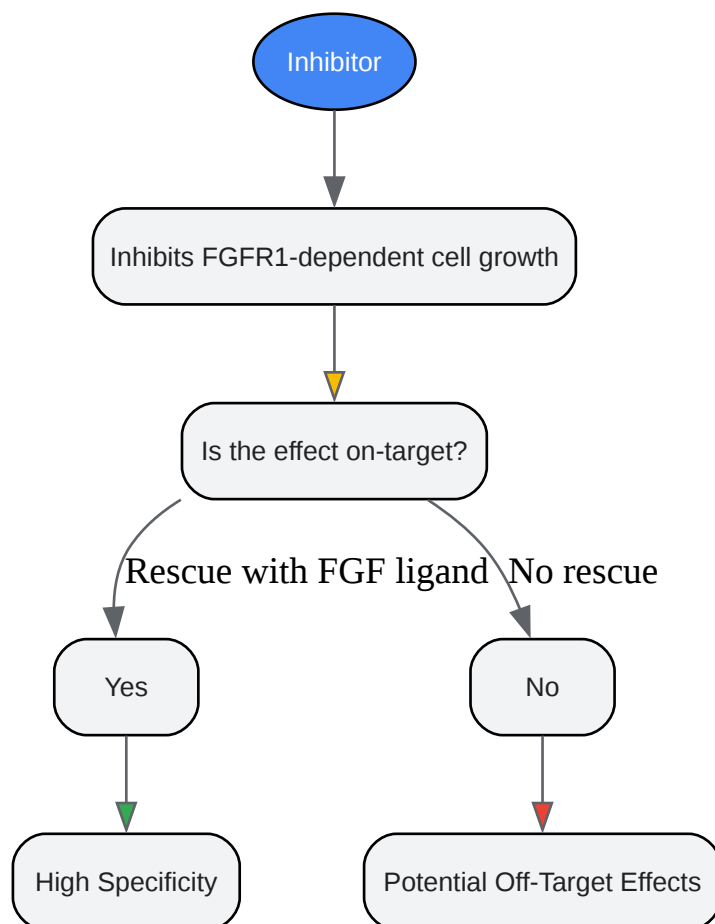 Inhibitor
Inhibits FGFR1-dependent cell growth
Is the effect on-target?
Rescue with FGF ligand
No rescue
Yes
No
High Specificity
Potential Off-Target Effects